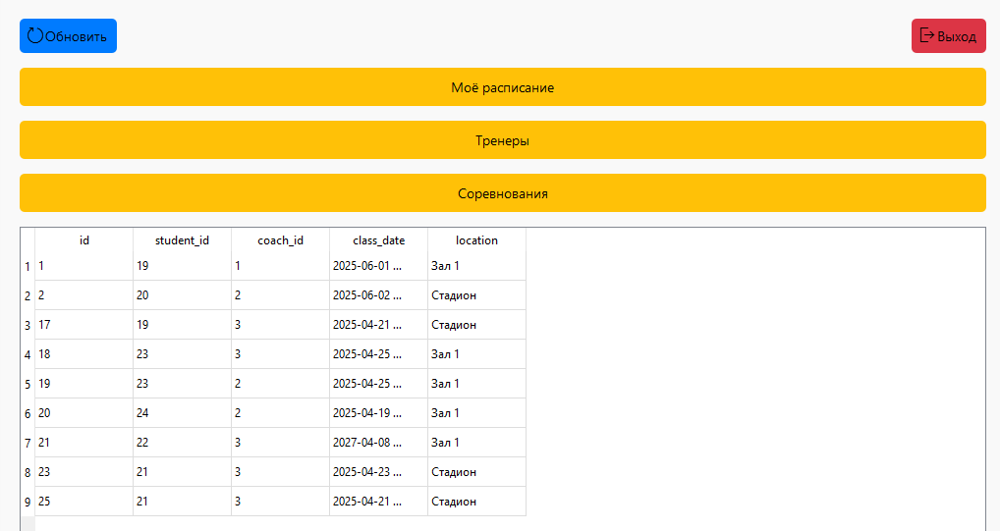 Обновить Выход
Моё расписание
Тренеры
Соревнования
id student_id coach_id class_date location
1 1 19 1 2025-06-01 ... Зал 1
2 2 20 2 2025-06-02 ... Стадион
3 17 19 3 2025-04-21 ... Стадион
4 18 23 3 2025-04-25 ... Зал 1
5 19 23 2 2025-04-25 ... Зал 1
6 20 24 2 2025-04-19 ... Зал 1
7 21 22 3 2027-04-08 ... Зал 1
8 23 21 3 2025-04-23 ... Стадион
9 25 21 3 2025-04-21 ... Стадион